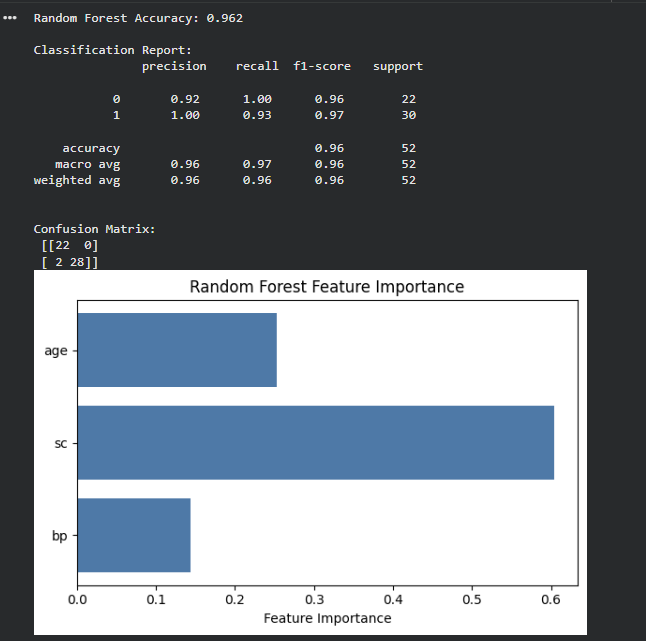 Random Forest Accuracy: 0.962
Classification Report:
precision recall f1-score support
0 0.92 1.00 0.96 22
1 1.00 0.93 0.97 30
accuracy 0.96 52
macro avg 0.96 0.97 0.96 52
weighted avg 0.96 0.96 0.96 52
Confusion Matrix:
[[22 0]
[ 2 28]]
Random Forest Feature Importance
age
sc
bp
0.0 0.1 0.2 0.3 0.4 0.5 0.6
Feature Importance